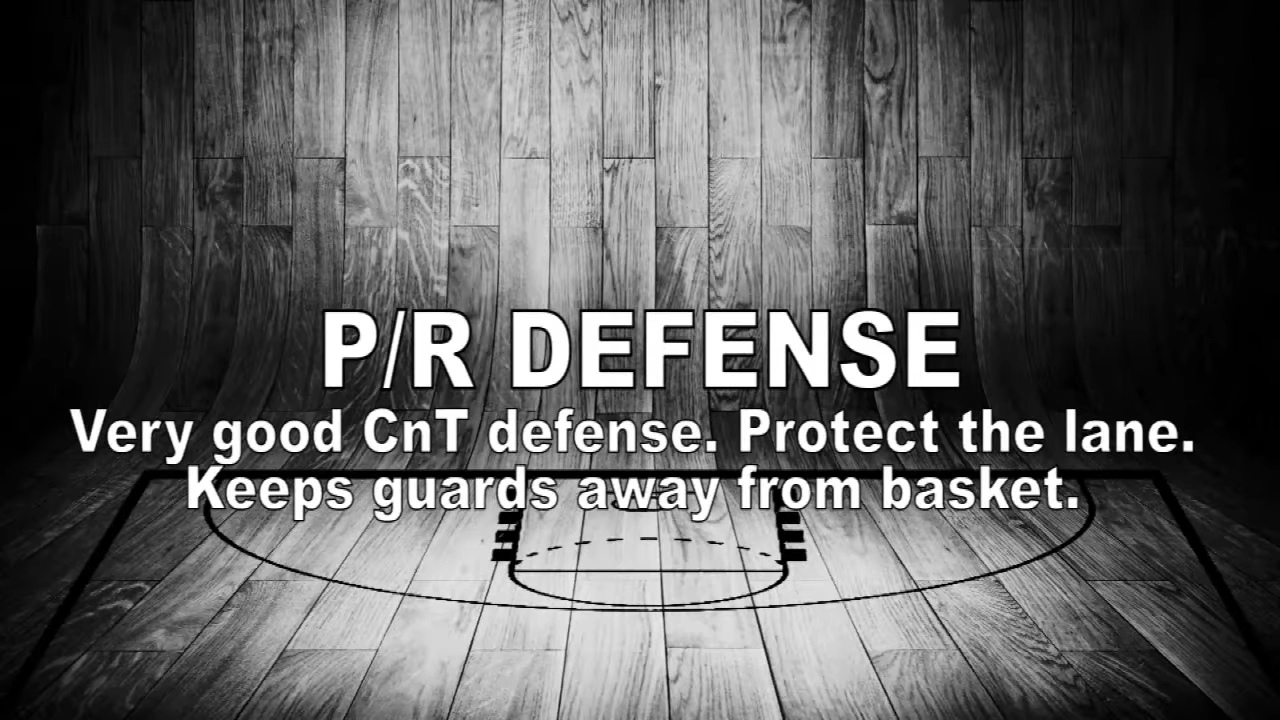 P/R DEFENSE
Very good CnT defense. Protect the lane.
Keeps guards away from basket.